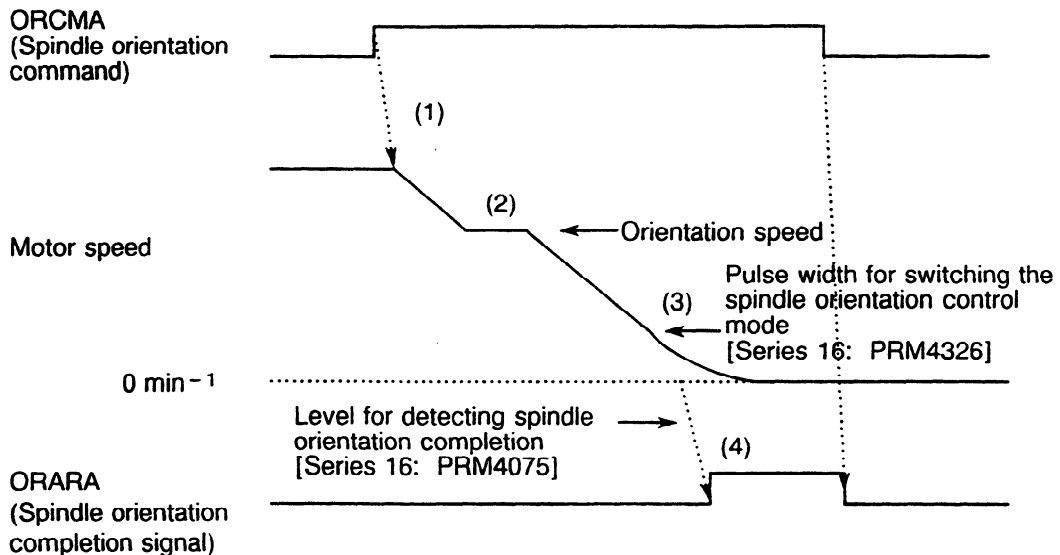 ORCMA
(Spindle orientation
command)
(1)
(2)
Orientation speed
Motor speed
Pulse width for switching the
spindle orientation control
mode
[Series 16: PRM4326]
(3)
0 min⁻¹
Level for detecting spindle
orientation completion
[Series 16: PRM4075]
(4)
ORARA
(Spindle orientation
completion signal)